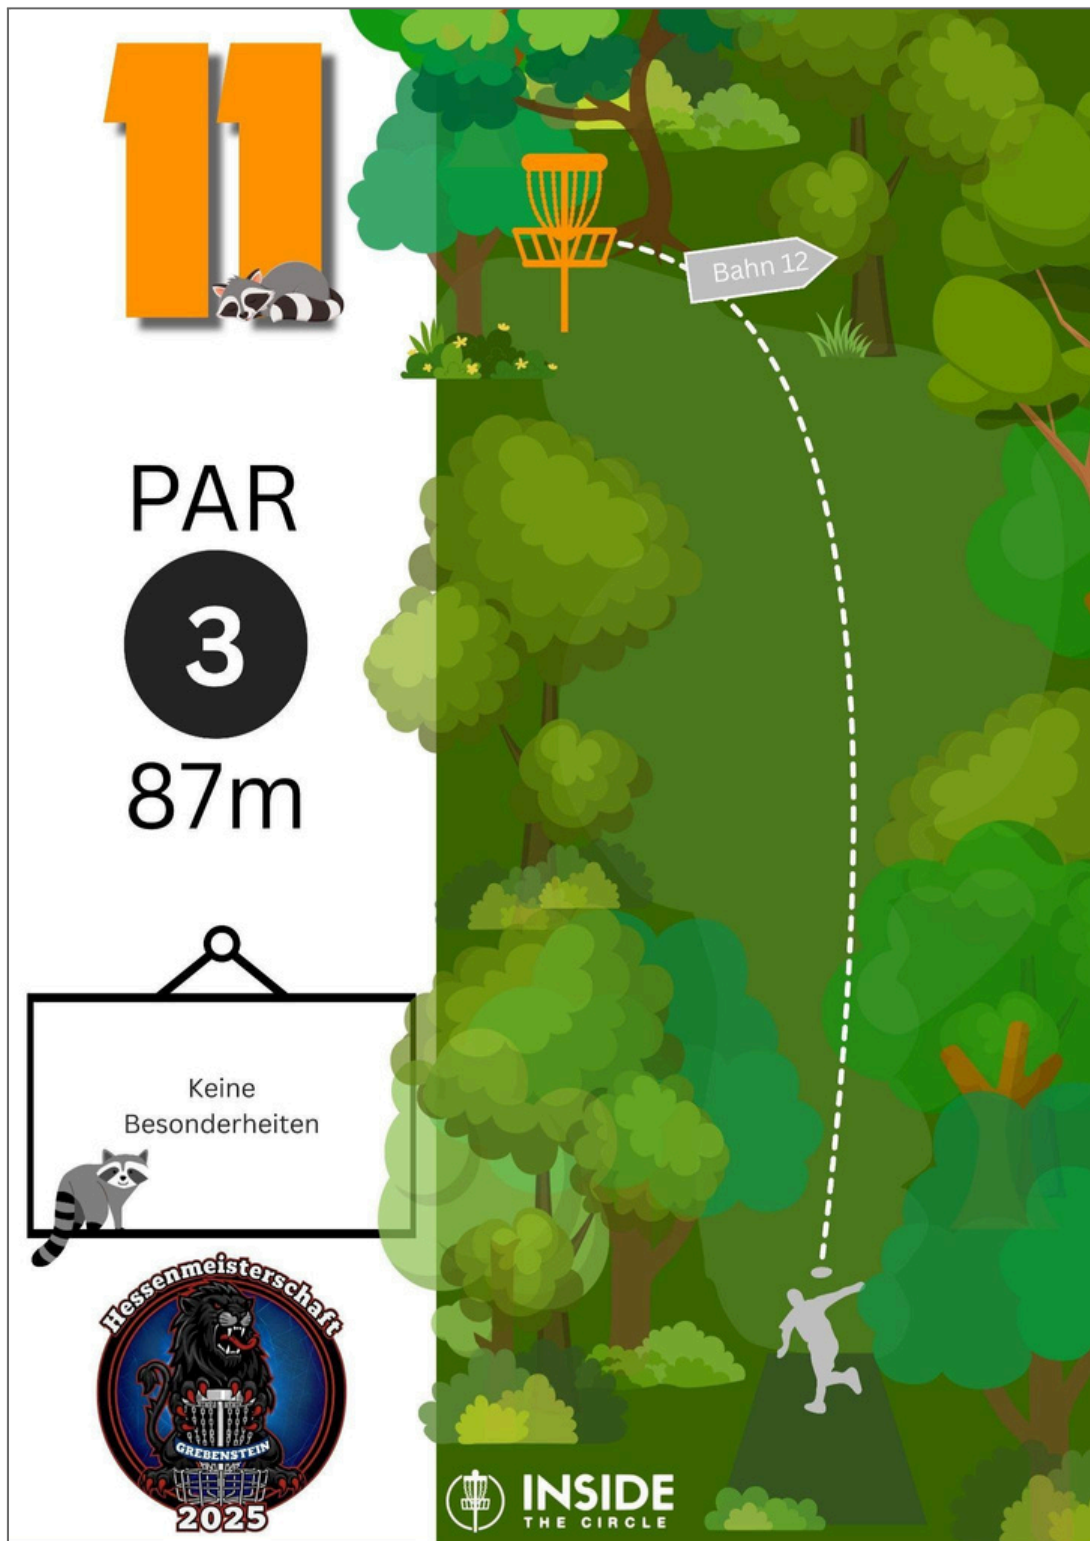 11
Bahn 12
PAR
3
87m
Keine
Besonderheiten
Hessenmeisterschaft
GREBENSTEIN
2025
INSIDE
THE CIRCLE